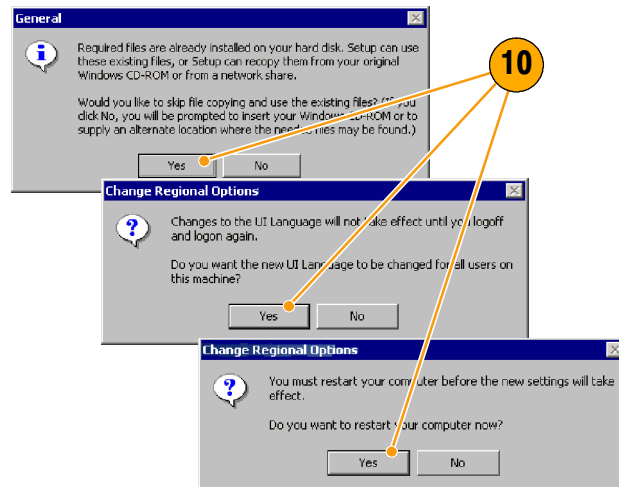 General
Required files are already installed on your hard disk. Setup can use
these existing files, or Setup can recopy them from your original
Windows CD-ROM or from a network share.
Would you like to skip file copying and use the existing files? (If you
click No, you will be prompted to insert your Windows CD-ROM or to
supply an alternate location where the needed files may be found.)
Yes No
10
Change Regional Options
Changes to the UI Language will not take effect until you logoff
and logon again.
Do you want the new UI Language to be changed for all users on
this machine?
Yes No
Change Regional Options
You must restart your computer before the new settings will take
effect.
Do you want to restart your computer now?
Yes No